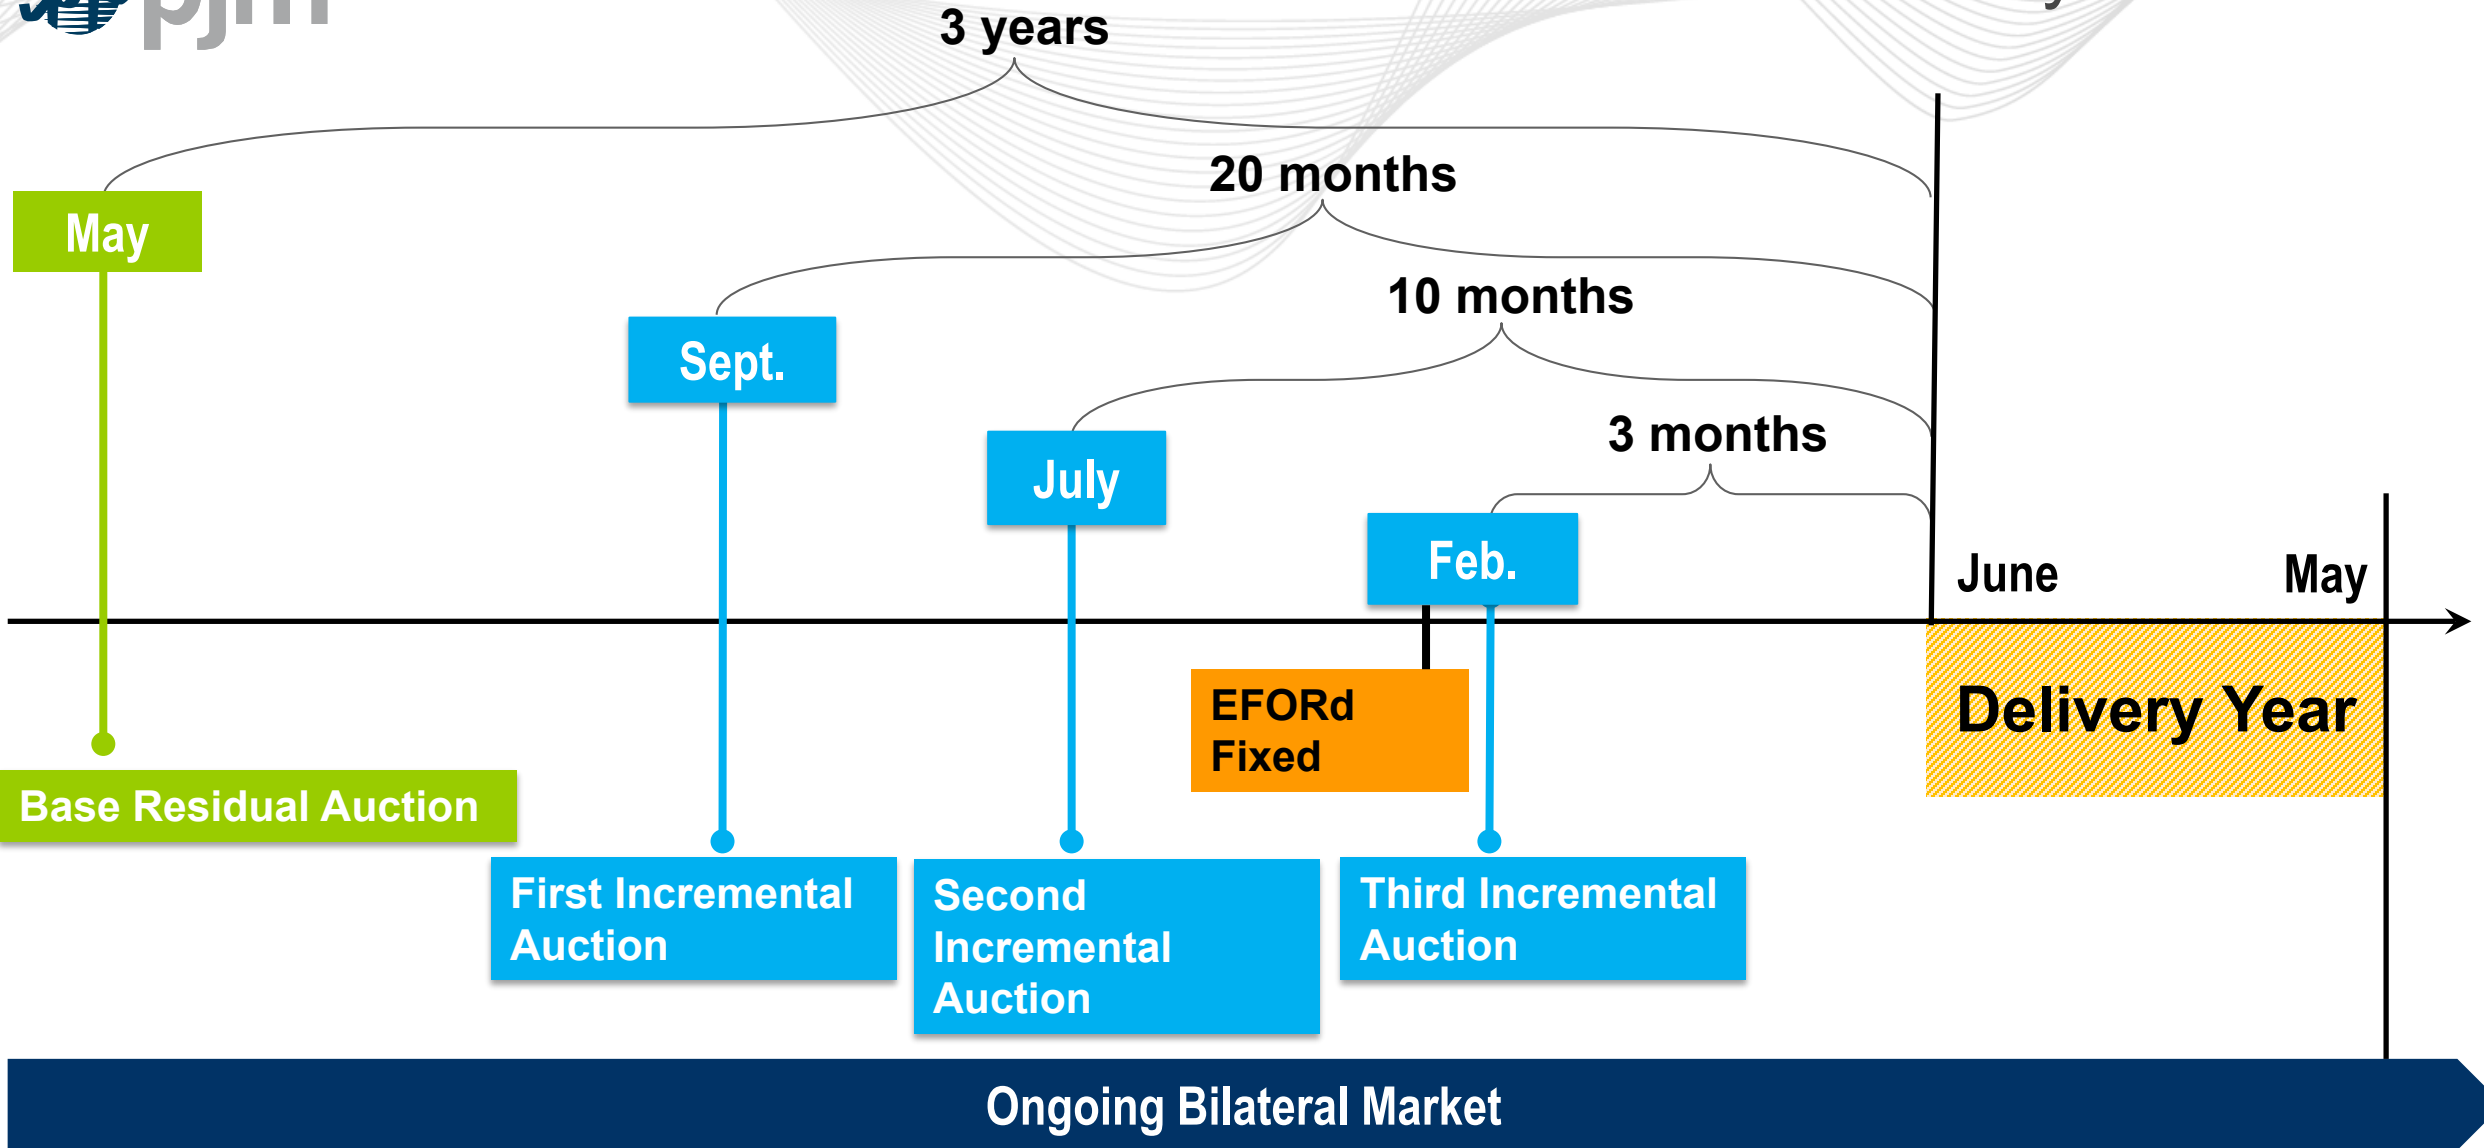 pjm
3 years
20 months
May
10 months
Sept.
3 months
July
Feb.
June
May
EFORd
Fixed
Delivery Year
Base Residual Auction
First Incremental
Auction
Second
Incremental
Auction
Third Incremental
Auction
Ongoing Bilateral Market